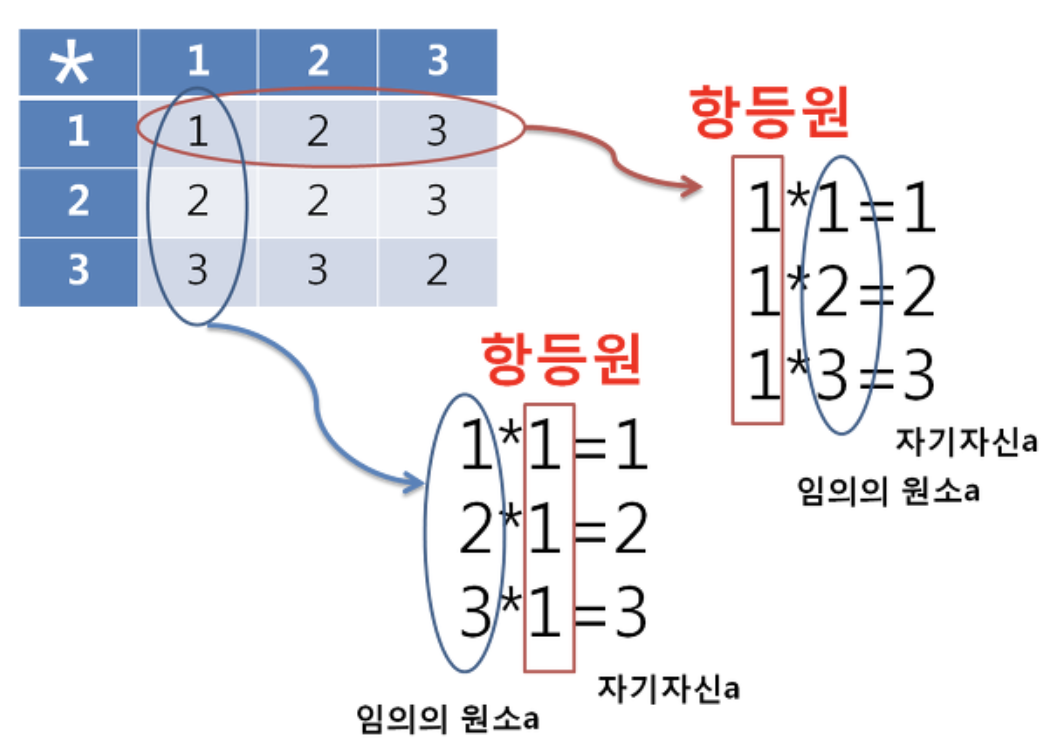 * 1 2 3
1 1 2 3
2 2 2 3
3 3 3 2
항등원
1*1=1
1*2=2
1*3=3
자기자신a
임의의 원소a
항등원
1*1=1
2*1=2
3*1=3
자기자신a
임의의 원소a